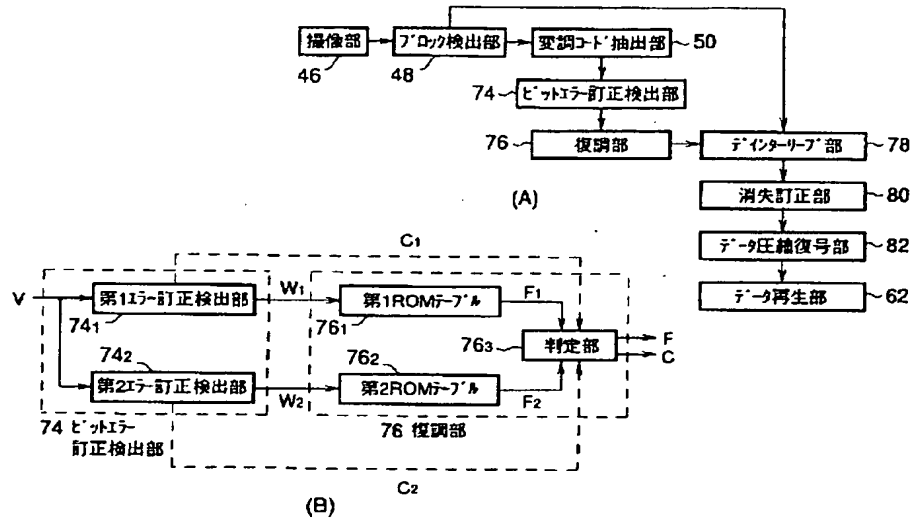 撮像部
46
ブロック検出部
48
変調コード抽出部
50
74
ビットエラー訂正検出部
76
復調部
デインターリーブ部
78
(A)
消失訂正部
80
データ圧縮復号部
82
データ再生部
62
C1
V
第1エラー訂正検出部
741
W1
第1ROMテーブル
761
F1
763
判定部
F
C
742
第2エラー訂正検出部
W2
762
第2ROMテーブル
F2
74 ビットエラー
訂正検出部
76 復調部
C2
(B)